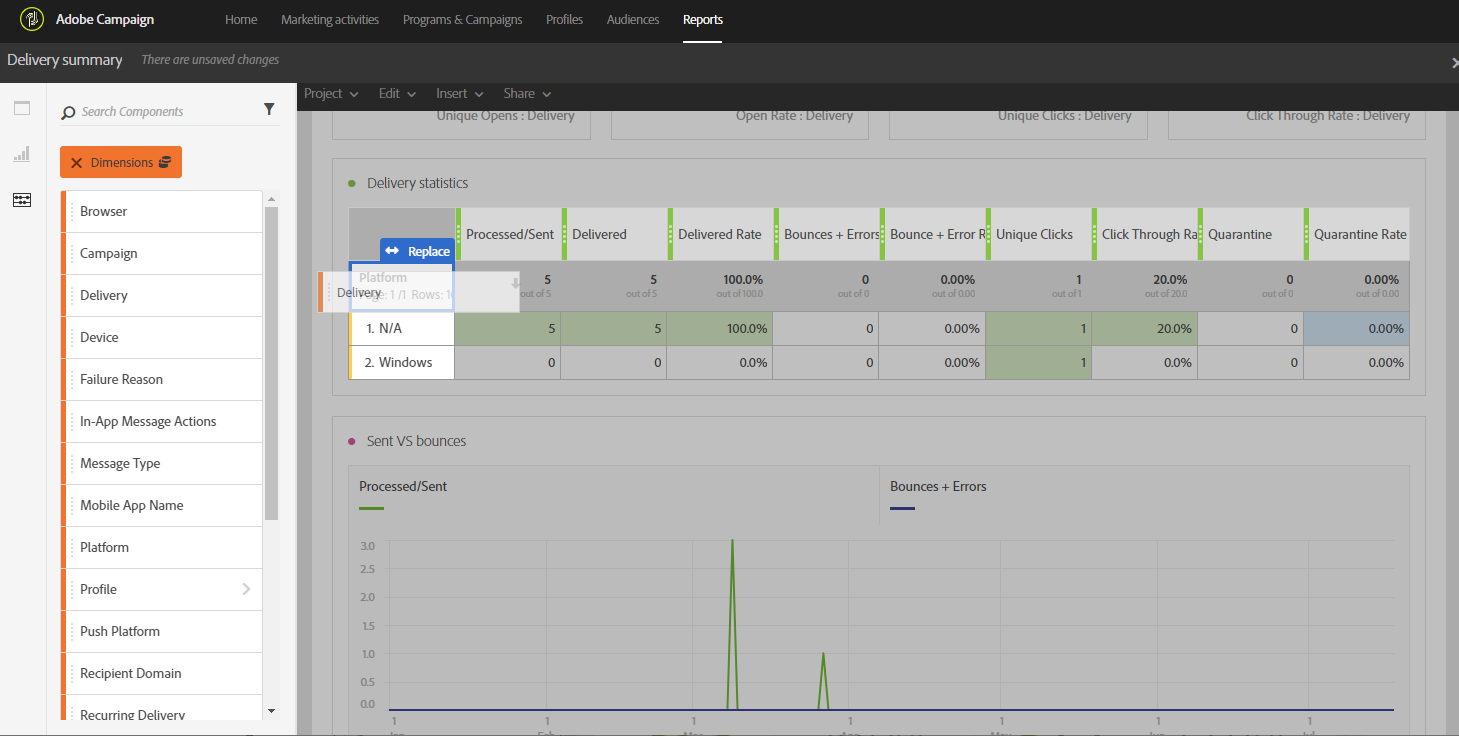 Adobe Campaign Home Marketing activities Programs & Campaigns Profiles Audiences Reports
Delivery summary There are unsaved changes
Project Edit Insert Share
Search Components
Dimensions
Browser
Campaign
Delivery
Device
Failure Reason
In-App Message Actions
Message Type
Mobile App Name
Platform
Profile
Push Platform
Recipient Domain
Recurring Delivery
Unique Opens : Delivery Open Rate : Delivery Unique Clicks : Delivery Click Through Rate : Delivery
Delivery statistics
Processed/Sent Delivered Delivered Rate Bounces + Errors Bounce + Error R Unique Clicks Click Through Ra Quarantine Quarantine Rate
Replace
Platform 5 5 100.0% 0 0.00% 1 20.0% 0 0.00%
Delivery Page: 1 /1 Rows: out of 5 out of 5 out of 100.0 out of 0 out of 0.00 out of 1 out of 20.0 out of 0 out of 0.00
1. N/A 5 5 100.0% 0 0.00% 1 20.0% 0 0.00%
2. Windows 0 0 0.0% 0 0.00% 1 0.0% 0 0.00%
Sent VS bounces
Processed/Sent Bounces + Errors
3.0
2.5
2.0
1.5
1.0
0.5
0.0
1 1 1 1 1 1 1